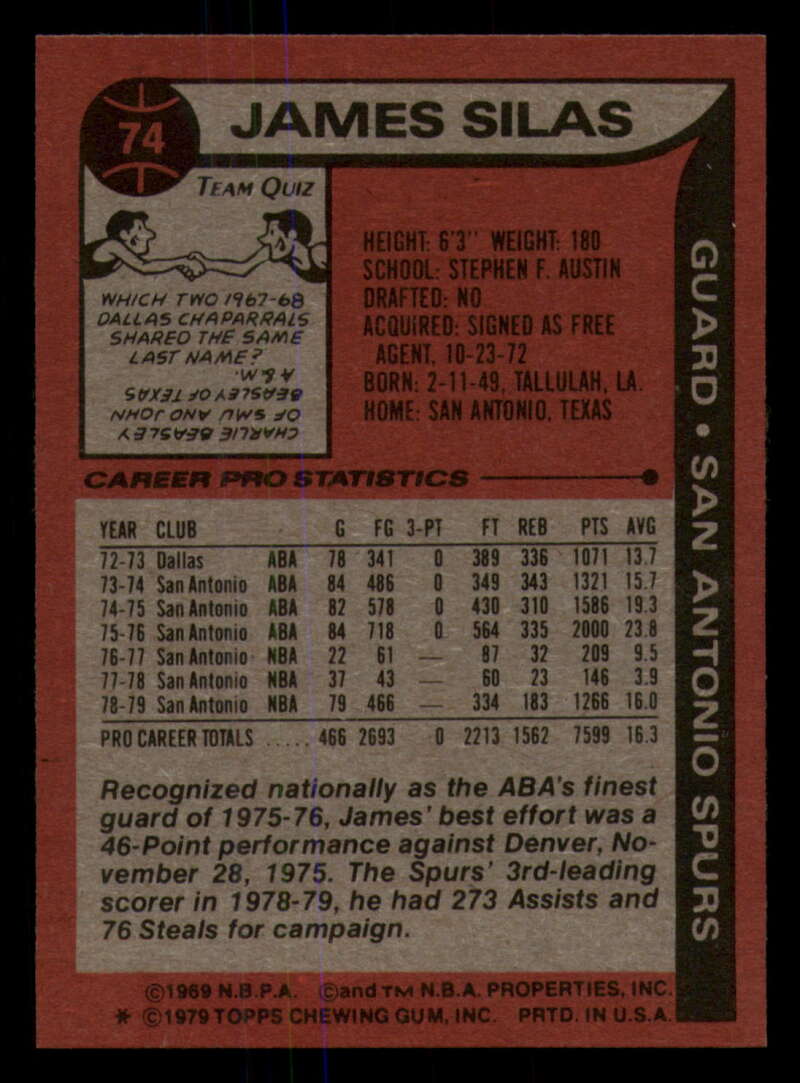 74
JAMES SILAS
TEAM QUIZ
WHICH TWO 1967-68
DALLAS CHAPARRALS
SHARED THE SAME
LAST NAME?
CHARLIE BEASLEY
OF SMU AND JOHN
BEASLEY OF TEXAS
A & M.
HEIGHT: 6'3" WEIGHT: 180
SCHOOL: STEPHEN F. AUSTIN
DRAFTED: NO
ACQUIRED: SIGNED AS FREE
AGENT, 10-23-72
BORN: 2-11-49, TALLULAH, LA.
HOME: SAN ANTONIO, TEXAS
GUARD • SAN ANTONIO SPURS
CAREER PRO STATISTICS
YEAR CLUB G FG 3-PT FT REB PTS AVG
72-73 Dallas ABA 78 341 0 389 336 1071 13.7
73-74 San Antonio ABA 84 486 0 349 343 1321 15.7
74-75 San Antonio ABA 82 578 0 430 310 1586 19.3
75-76 San Antonio ABA 84 718 0 564 335 2000 23.8
76-77 San Antonio NBA 22 61 — 87 32 209 9.5
77-78 San Antonio NBA 37 43 — 60 23 146 3.9
78-79 San Antonio NBA 79 466 — 334 183 1266 16.0
PRO CAREER TOTALS ..... 466 2693 0 2213 1562 7599 16.3
Recognized nationally as the ABA's finest
guard of 1975-76, James' best effort was a
46-Point performance against Denver, No-
vember 28, 1975. The Spurs' 3rd-leading
scorer in 1978-79, he had 273 Assists and
76 Steals for campaign.
©1969 N.B.P.A. ©and TM N.B.A. PROPERTIES, INC.
* ©1979 TOPPS CHEWING GUM, INC. PRTD. IN U.S.A.